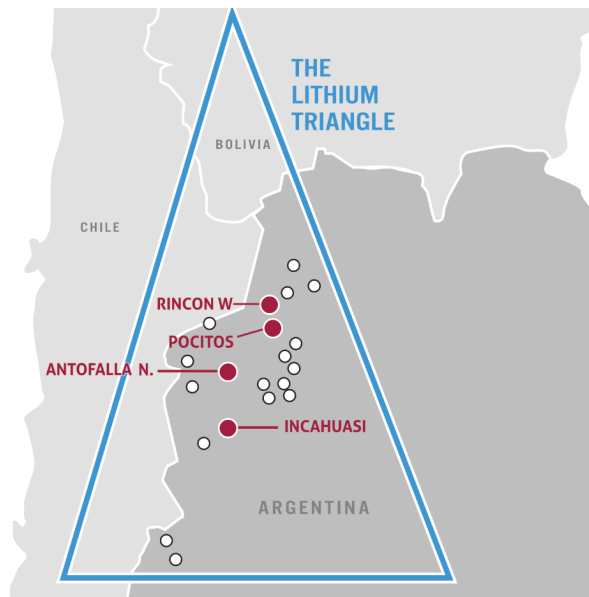 THE
LITHIUM
TRIANGLE
BOLIVIA
CHILE
RINCON W
POCITOS
ANTOFALLA N.
INCAHUASI
ARGENTINA